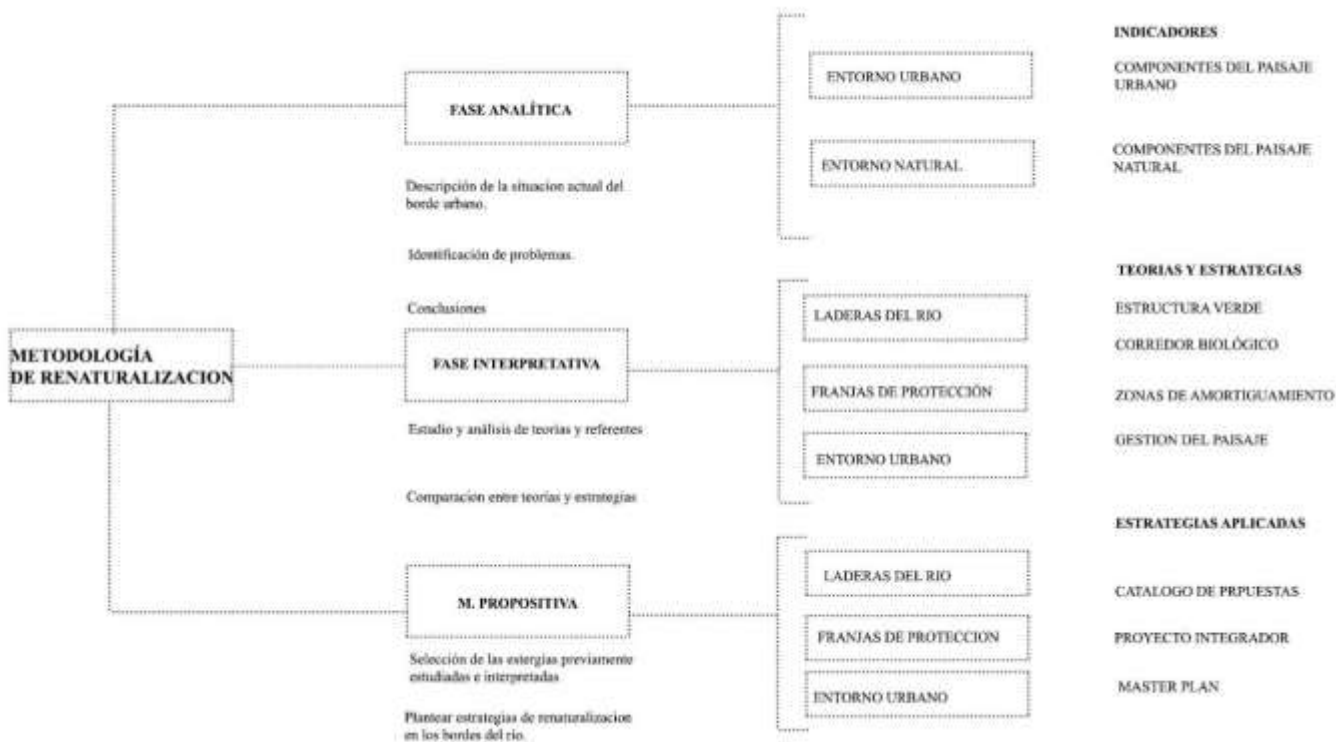 METODOLOGÍA
DE RENATURALIZACION
FASE ANALÍTICA
Descripción de la situacion actual del
borde urbano.
Identificación de problemas.
Conclusiones
ENTORNO URBANO
ENTORNO NATURAL
INDICADORES
COMPONENTES DEL PAISAJE
URBANO
COMPONENTES DEL PAISAJE
NATURAL
FASE INTERPRETATIVA
Estudio y análisis de teorías y referentes
Comparacion entre teorías y estrategias
LADERAS DEL RIO
FRANJAS DE PROTECCIÓN
ENTORNO URBANO
TEORIAS Y ESTRATEGIAS
ESTRUCTURA VERDE
CORREDOR BIOLÓGICO
ZONAS DE AMORTIGUAMIENTO
GESTION DEL PAISAJE
M. PROPOSITIVA
Selección de las estergias previamente
estudiadas e interpretadas
Plantear estrategias de renaturalizacion
en los bordes del río.
LADERAS DEL RIO
FRANJAS DE PROTECCION
ENTORNO URBANO
ESTRATEGIAS APLICADAS
CATALOGO DE PRPUESTAS
PROYECTO INTEGRADOR
MASTER PLAN